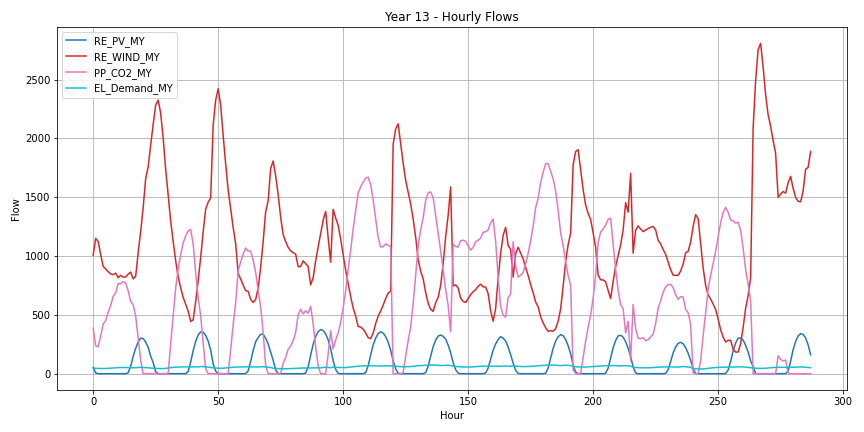 Year 13 - Hourly Flows
RE_PV_MY
RE_WIND_MY
PP_CO2_MY
EL_Demand_MY
Flow
2500
2000
1500
1000
500
0
0 50 100 150 200 250 300
Hour